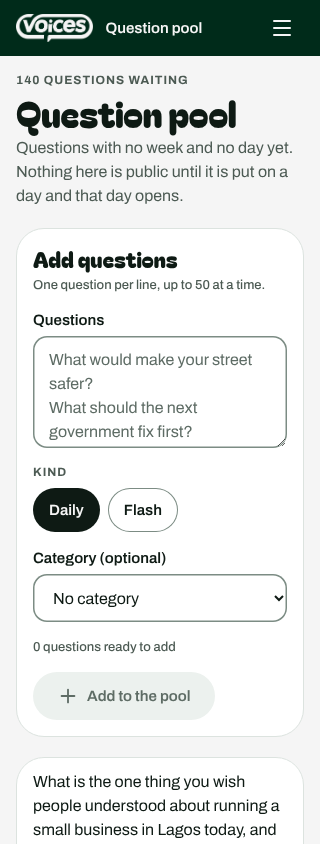 Voices Question pool
140 QUESTIONS WAITING
Question pool
Questions with no week and no day yet.
Nothing here is public until it is put on a
day and that day opens.
Add questions
One question per line, up to 50 at a time.
Questions
What would make your street
safer?
What should the next
government fix first?
KIND
Daily Flash
Category (optional)
No category
0 questions ready to add
+ Add to the pool
What is the one thing you wish
people understood about running a
small business in Lagos today, and